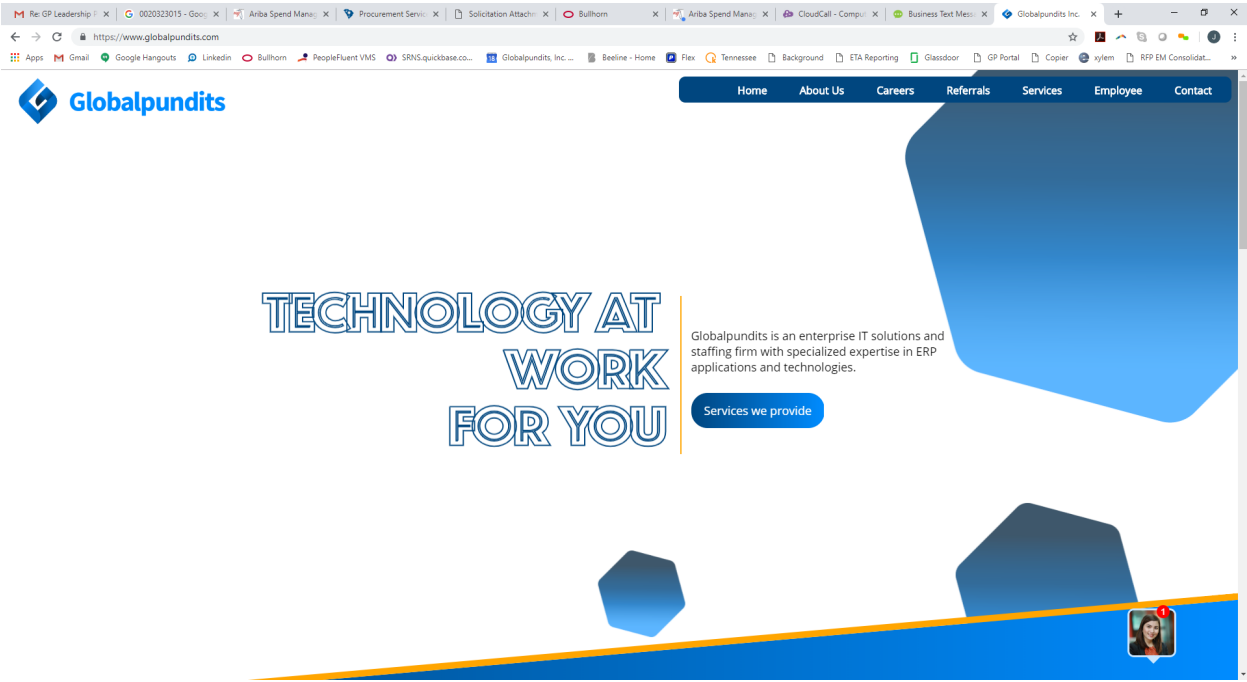 Re: GP Leadership
0020323015 - Goog
Ariba Spend Manag
Procurement Servic
Solicitation Attachm
Bullhorn
Ariba Spend Manag
CloudCall - Comput
Business Text Mess
Globalpundits Inc.
https://www.globalpundits.com
Apps
Gmail
Google Hangouts
Linkedin
Bullhorn
PeopleFluent VMS
SRNS.quickbase.co...
18
Globalpundits, Inc. ...
Beeline - Home
Flex
Tennessee
Background
ETA Reporting
Glassdoor
GP Portal
Copier
xylem
RFP EM Consolidat...
»
J
Globalpundits
Home
About Us
Careers
Referrals
Services
Employee
Contact
TECHNOLOGY AT
WORK
FOR YOU
Globalpundits is an enterprise IT solutions and
staffing firm with specialized expertise in ERP
applications and technologies.
Services we provide
1